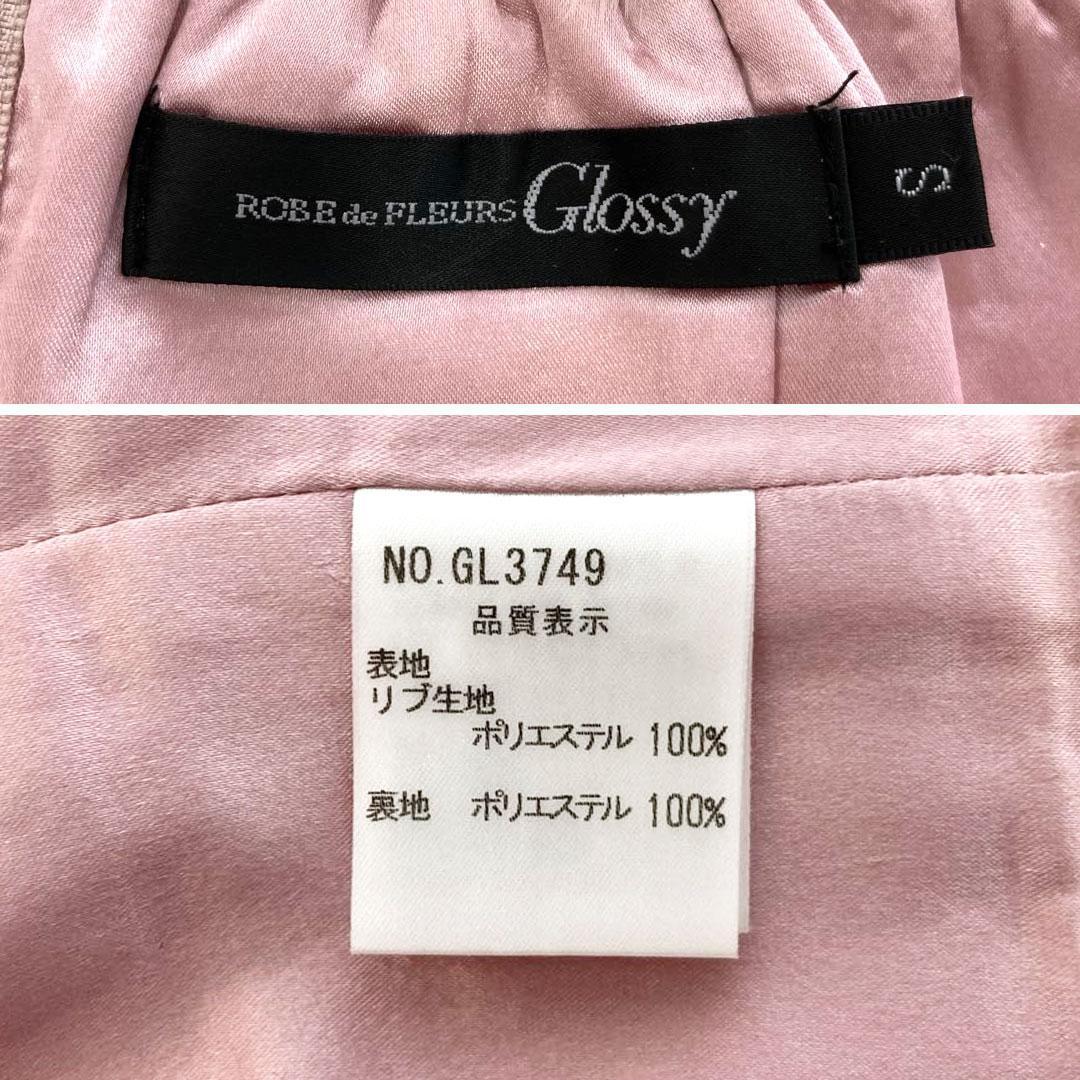 ROBE de FLEURS Glossy
S
NO.GL3749
品質表示
表地
リブ生地
ポリエステル 100%
裏地 ポリエステル 100%